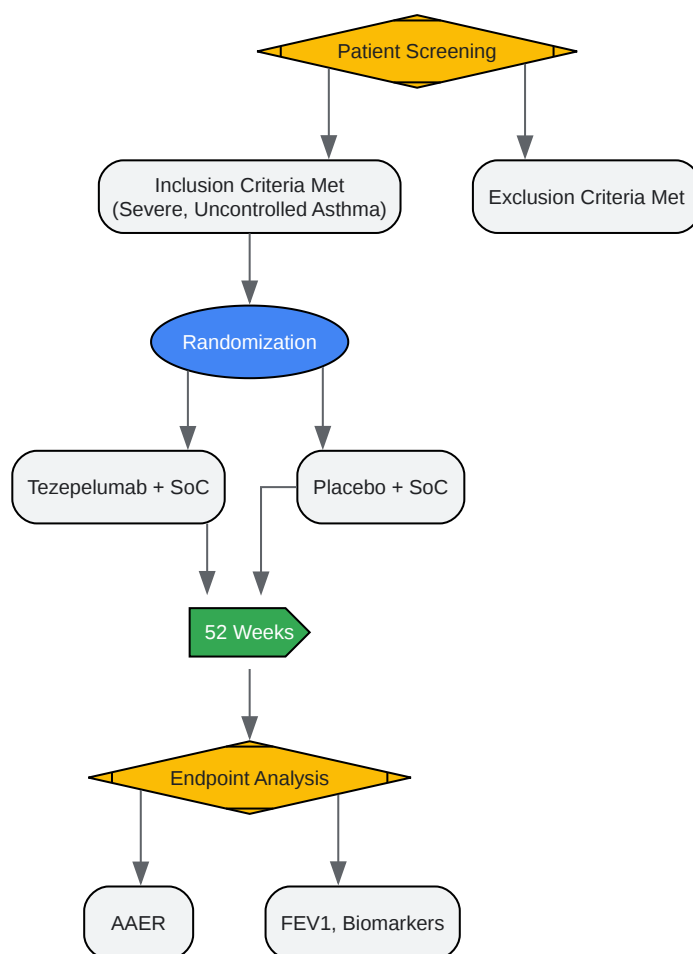 Patient Screening
Inclusion Criteria Met
(Severe, Uncontrolled Asthma)
Exclusion Criteria Met
Randomization
Tezepelumab + SoC
Placebo + SoC
52 Weeks
Endpoint Analysis
AAER
FEV1, Biomarkers